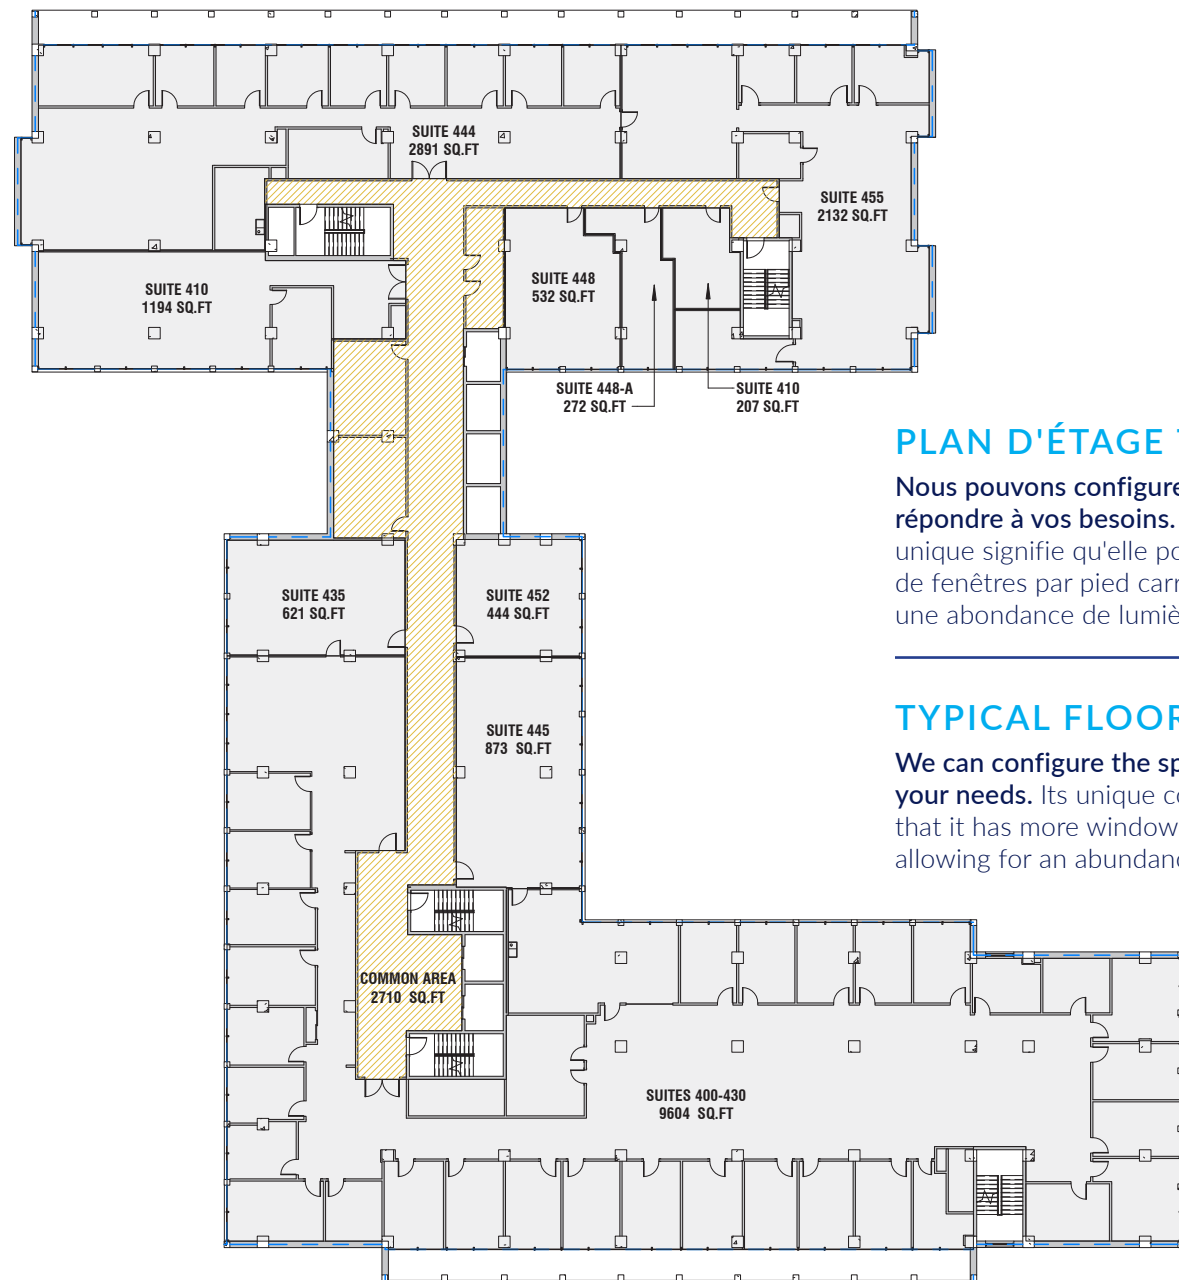 SUITE 444
2891 SQ.FT
SUITE 455
2132 SQ.FT
SUITE 410
1194 SQ.FT
SUITE 448
532 SQ.FT
SUITE 448-A
272 SQ.FT
SUITE 410
207 SQ.FT
PLAN D'ÉTAGE
Nous pouvons configure
répondre à vos besoins.
unique signifie qu'elle po
de fenêtres par pied carr
une abondance de lumiè
SUITE 435
621 SQ.FT
SUITE 452
444 SQ.FT
TYPICAL FLOOR
We can configure the sp
your needs. Its unique co
that it has more window
allowing for an abundanc
SUITE 445
873 SQ.FT
COMMON AREA
2710 SQ.FT
SUITES 400-430
9604 SQ.FT